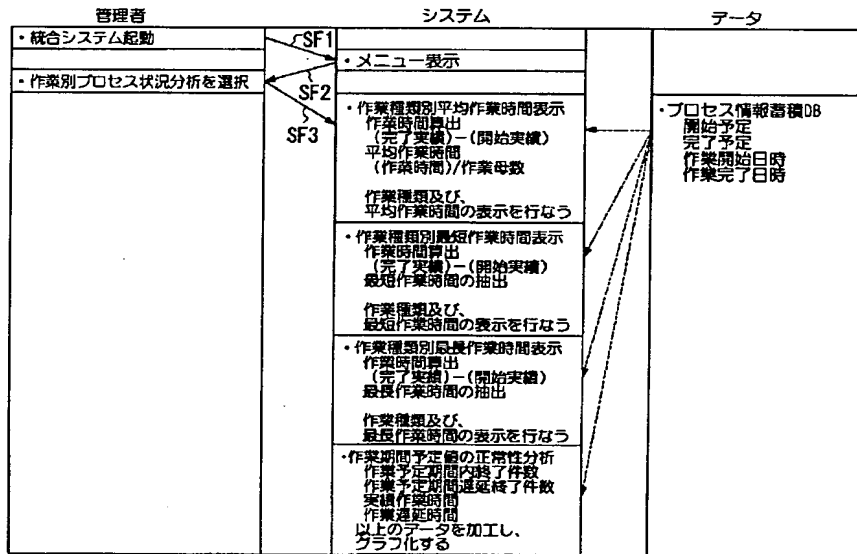 管理者
システム
データ
・統合システム起動
SF1
・メニュー表示
SF2
・作業別プロセス状況分析を選択
SF3
・作業種類別平均作業時間表示
作業時間算出
(完了実績)−(開始実績)
平均作業時間
(作業時間)/作業母数
作業種類及び、
平均作業時間の表示を行なう
・プロセス情報蓄積DB
開始予定
完了予定
作業開始日時
作業完了日時
・作業種類別最短作業時間表示
作業時間算出
(完了実績)−(開始実績)
最短作業時間の抽出
作業種類及び、
最短作業時間の表示を行なう
・作業種類別最長作業時間表示
作業時間算出
(完了実績)−(開始実績)
最長作業時間の抽出
作業種類及び、
最長作業時間の表示を行なう
・作業期間予定値の正常性分析
作業予定期間内終了件数
作業予定期間遅延終了件数
実績作業時間
作業遅延時間
以上のデータを加工し、
グラフ化する